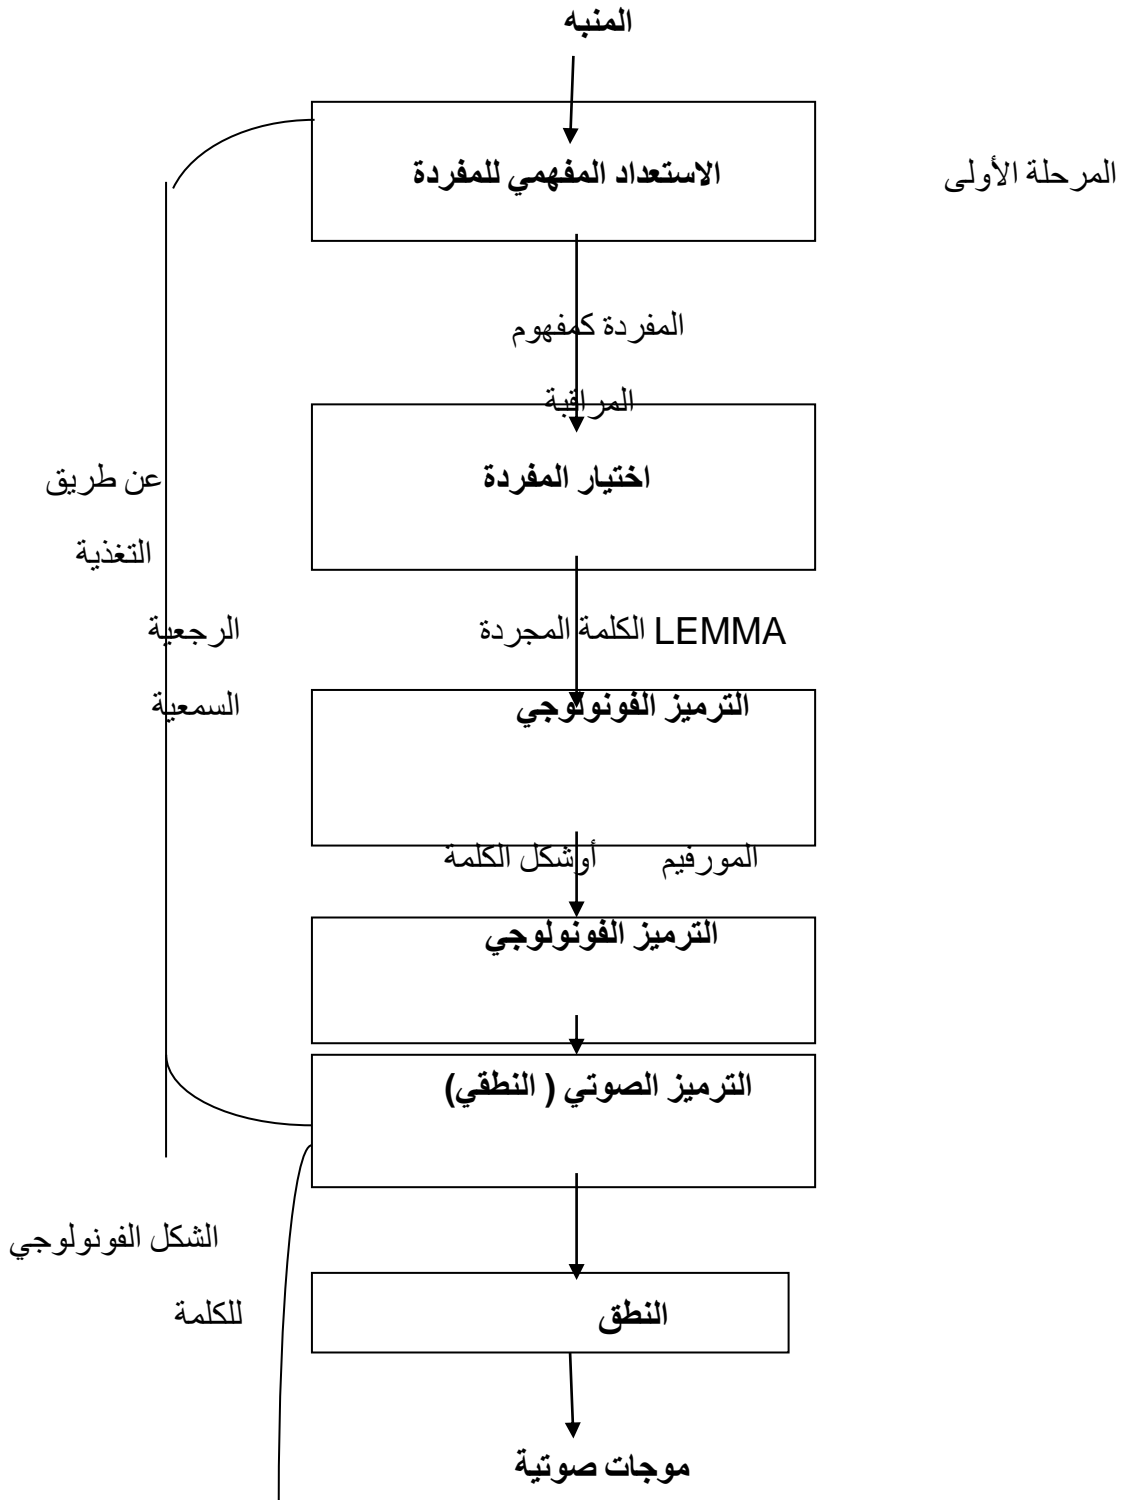 المنبه
الاستعداد المفهمي للمفردة
المرحلة الأولى
المفردة كمفهوم
المراقبة
اختيار المفردة
عن طريق
التغذية
الرجعية
السمعية
LEMMA الكلمة المجردة
الترميز الفونولوجي
المورفيم أوشكل الكلمة
الترميز الفونولوجي
الترميز الصوتي ( النطقي)
الشكل الفونولوجي
للكلمة
النطق
موجات صوتية